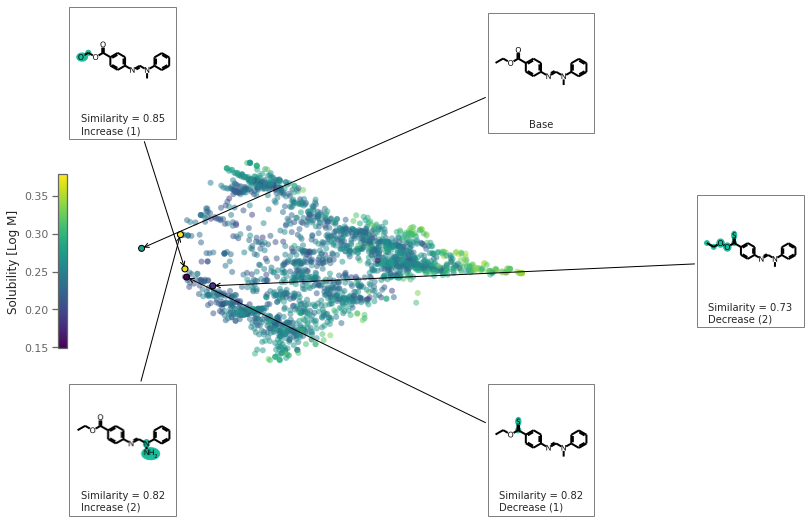 Similarity = 0.85
Increase (1)
Base
Similarity = 0.73
Decrease (2)
Solubility [Log M]
0.35
0.30
0.25
0.20
0.15
Similarity = 0.82
Increase (2)
Similarity = 0.82
Decrease (1)